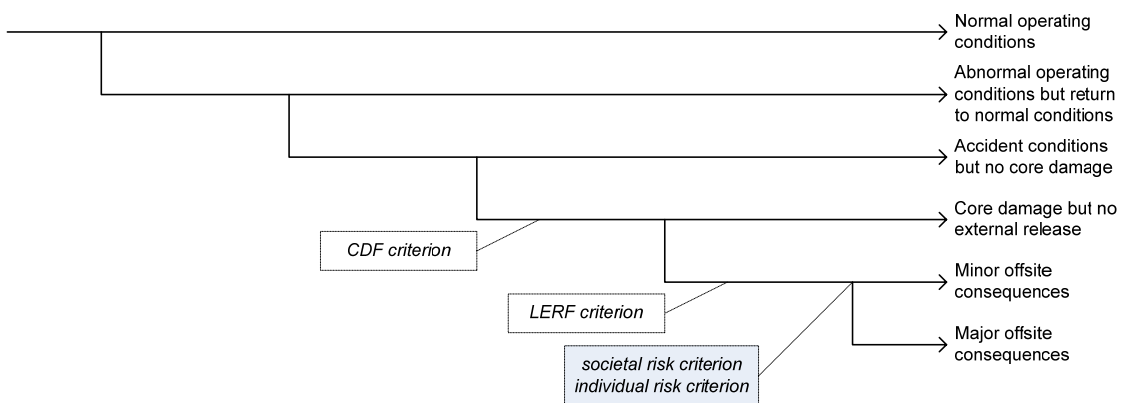 Normal operating
conditions
Abnormal operating
conditions but return
to normal conditions
Accident conditions
but no core damage
Core damage but no
external release
CDF criterion
Minor offsite
consequences
LERF criterion
Major offsite
consequences
societal risk criterion
individual risk criterion